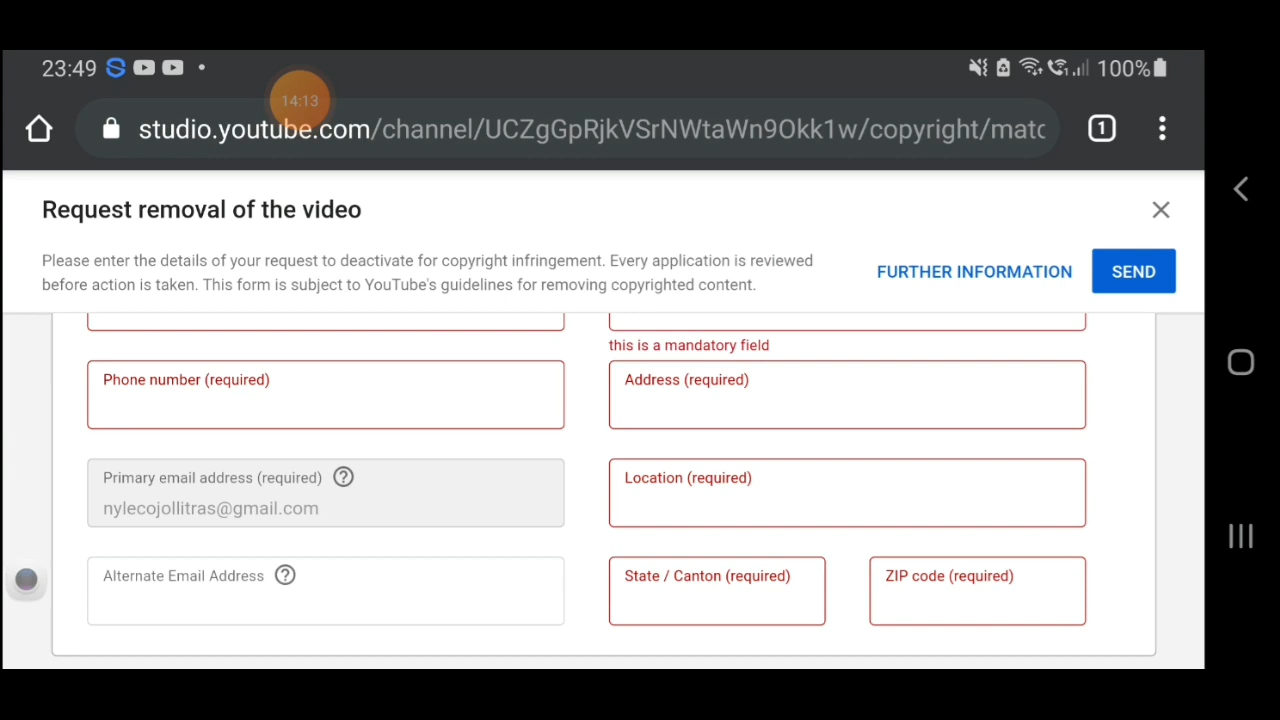 23:49
100%
14:13
studio.youtube.com/channel/UCZgGpRjkVSrNWtaWn9Okk1w/copyright/matc
1
Request removal of the video
Please enter the details of your request to deactivate for copyright infringement. Every application is reviewed
before action is taken. This form is subject to YouTube's guidelines for removing copyrighted content.
FURTHER INFORMATION
SEND
this is a mandatory field
Phone number (required)
Address (required)
Primary email address (required) ?
nylecojollitras@gmail.com
Location (required)
Alternate Email Address ?
State / Canton (required)
ZIP code (required)